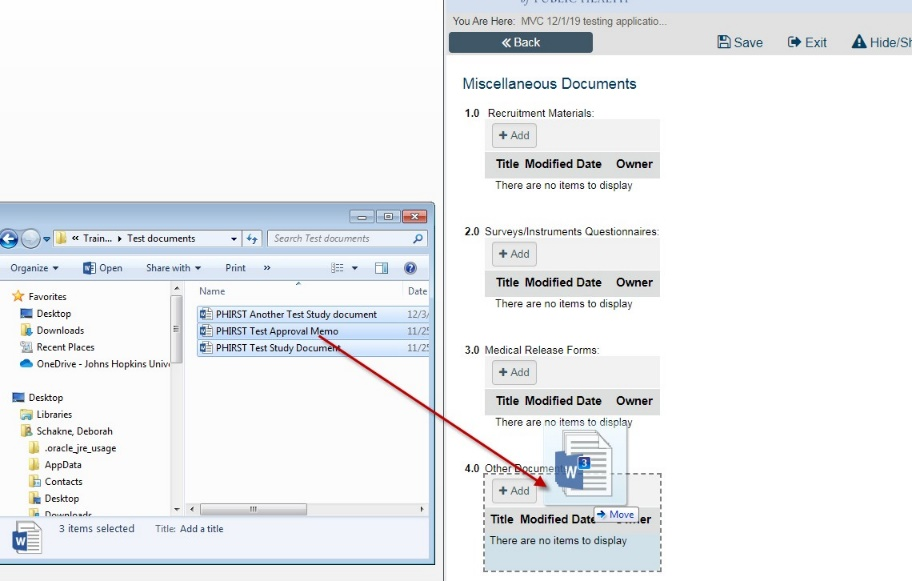 of PUBLIC HEALTH
You Are Here: MVC 12/1/19 testing applicatio...
« Back
Save
Exit
Hide/Sh
Miscellaneous Documents
1.0 Recruitment Materials:
+ Add
Title Modified Date Owner
There are no items to display
2.0 Surveys/Instruments Questionnaires:
+ Add
Title Modified Date Owner
There are no items to display
3.0 Medical Release Forms:
+ Add
Title Modified Date Owner
There are no items to display
4.0 Other Document
+ Add
3
W
Move
Title Modified Date Owner
There are no items to display
« Train... ▸ Test documents
Search Test documents
Organize ▾
Open
Share with ▾
Print
»
Name
Date
PHIRST Another Test Study document 12/3/
PHIRST Test Approval Memo 11/25
PHIRST Test Study Document 11/25
Favorites
Desktop
Downloads
Recent Places
OneDrive - Johns Hopkins Unive
Desktop
Libraries
Schakne, Deborah
.oracle_jre_usage
AppData
Contacts
Desktop
Downloads
3 items selected Title: Add a title